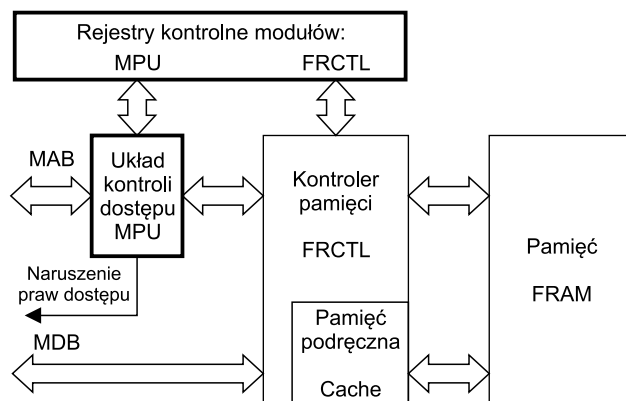 Rejestry kontrolne modułów:
MPU FRCTL
MAB
Układ
kontroli
dostępu
MPU
Naruszenie
praw dostępu
MDB
Kontroler
pamięci
FRCTL
Pamięć
podręczna
Cache
Pamięć
FRAM